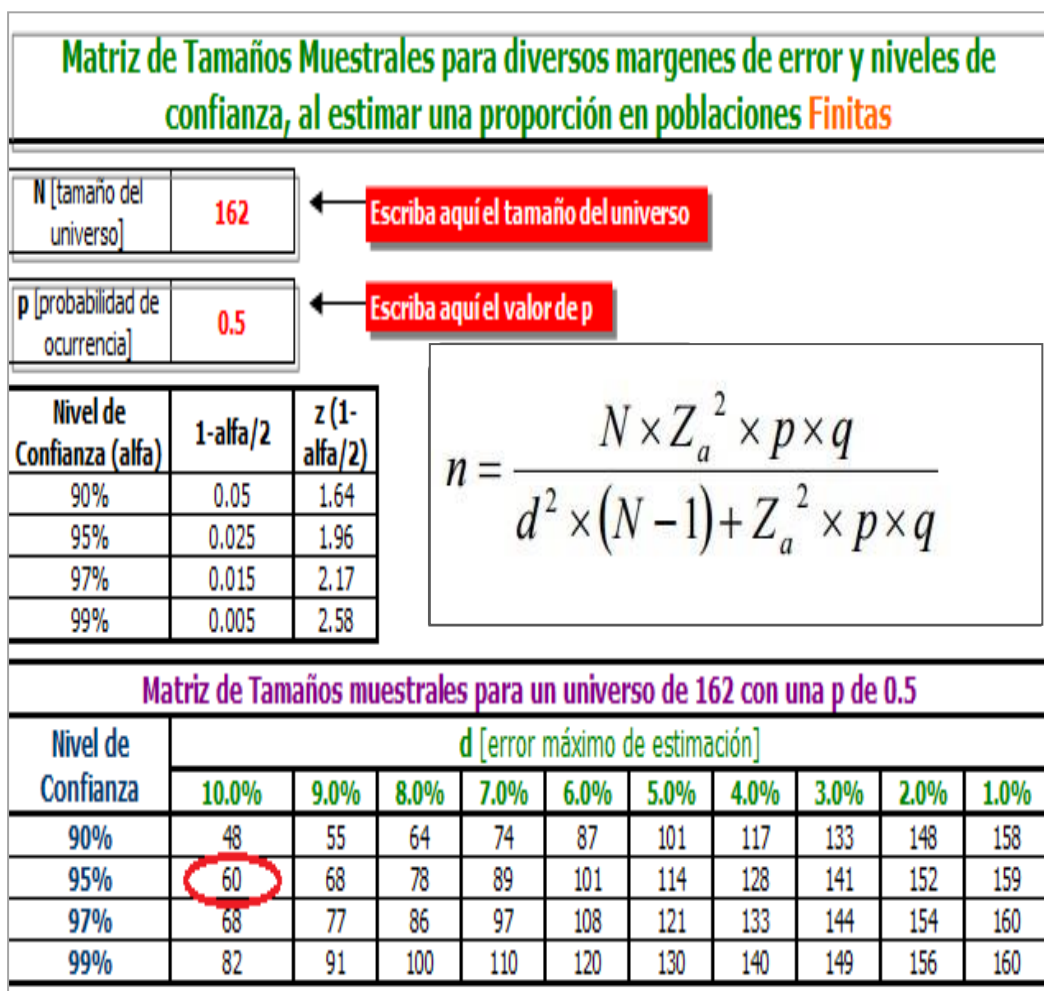 Matriz de Tamaños Muestrales para diversos margenes de error y niveles de
confianza, al estimar una proporción en poblaciones Finitas
N [tamaño del
universo]
162
Escriba aquí el tamaño del universo
p [probabilidad de
ocurrencia]
0.5
Escriba aquí el valor de p
Nivel de
Confianza (alfa)
1-alfa/2
z (1-
alfa/2)
90% 0.05 1.64
95% 0.025 1.96
97% 0.015 2.17
99% 0.005 2.58
n = N × Z_a² × p × q / d² × (N − 1) + Z_a² × p × q
Matriz de Tamaños muestrales para un universo de 162 con una p de 0.5
Nivel de
Confianza
d [error máximo de estimación]
10.0% 9.0% 8.0% 7.0% 6.0% 5.0% 4.0% 3.0% 2.0% 1.0%
90% 48 55 64 74 87 101 117 133 148 158
95% 60 68 78 89 101 114 128 141 152 159
97% 68 77 86 97 108 121 133 144 154 160
99% 82 91 100 110 120 130 140 149 156 160